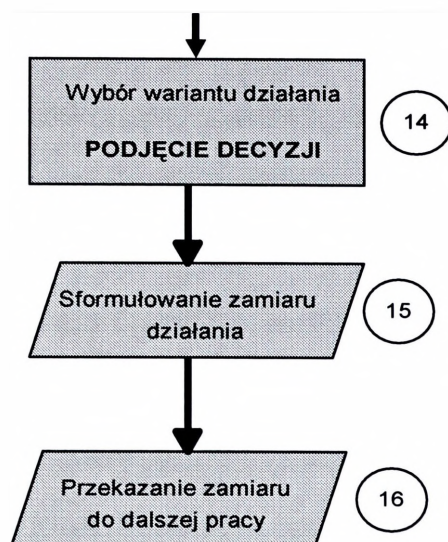 Wybór wariantu działania
PODJĘCIE DECYZJI
14
Sformułowanie zamiaru
działania
15
Przekazanie zamiaru
do dalszej pracy
16